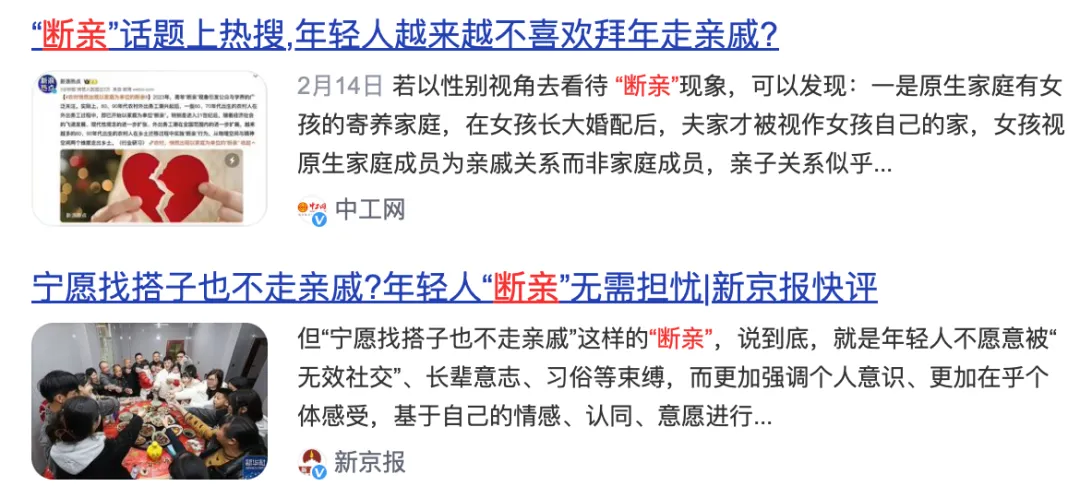 “断亲”话题上热搜,年轻人越来越不喜欢拜年走亲戚?
2月14日 若以性别视角去看待 “断亲”现象，可以发现：一是原生家庭有女
孩的寄养家庭，在女孩长大婚配后，夫家才被视作女孩自己的家，女孩视
原生家庭成员为亲戚关系而非家庭成员，亲子关系似乎...
新浪热点
中工网
宁愿找搭子也不走亲戚?年轻人“断亲”无需担忧|新京报快评
但“宁愿找搭子也不走亲戚”这样的“断亲”，说到底，就是年轻人不愿意被“
无效社交”、长辈意志、习俗等束缚，而更加强调个人意识、更加在乎个
体感受，基于自己的情感、认同、意愿进行...
新华社
新京报